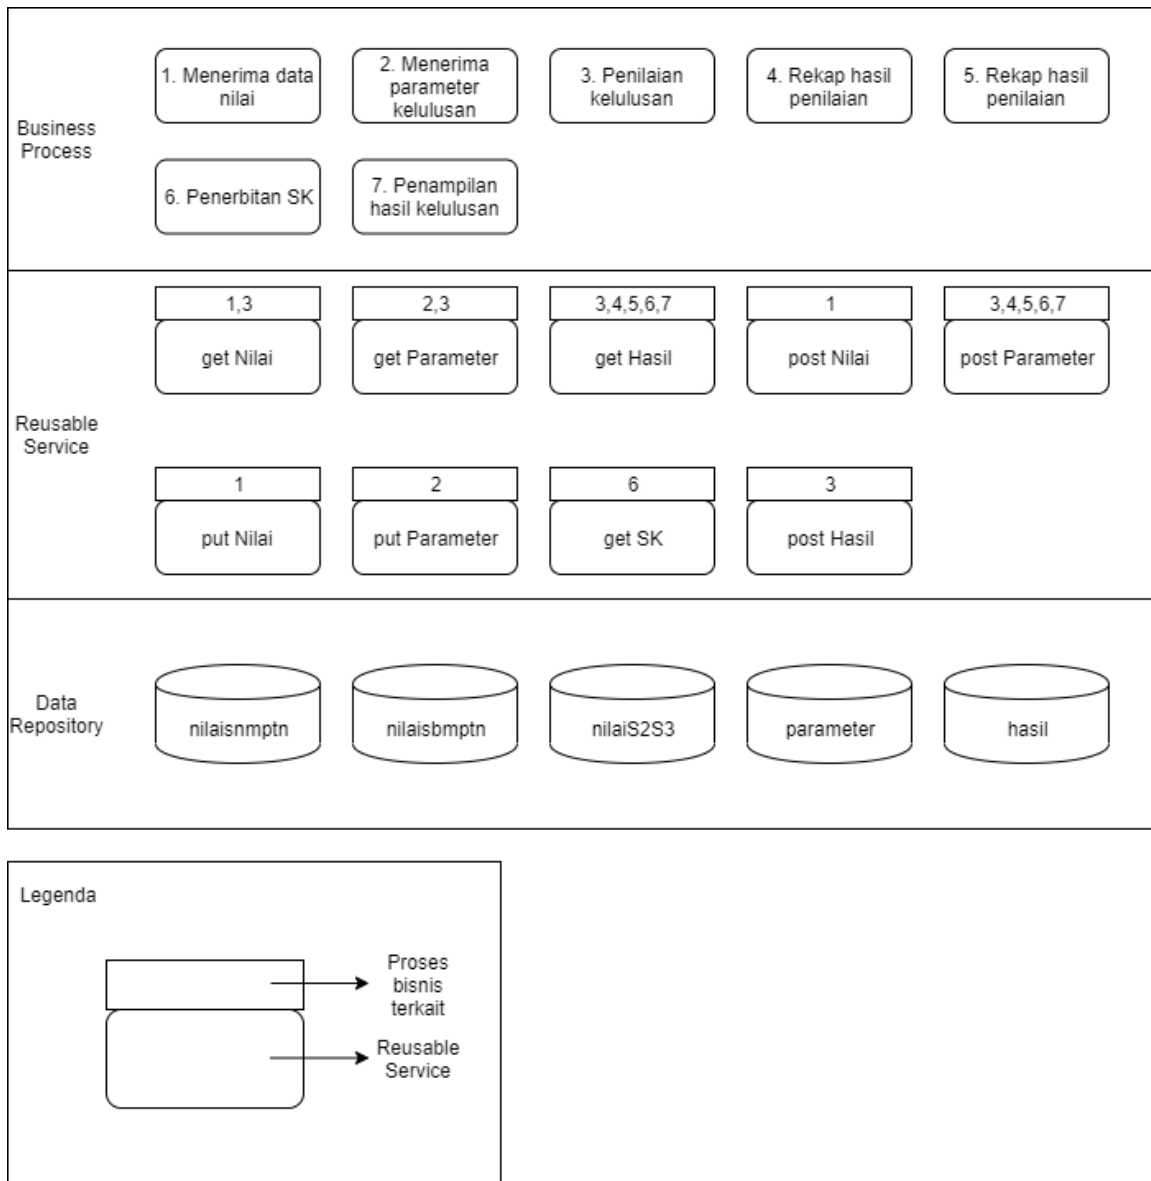 Business
Process
1. Menerima data
nilai
2. Menerima
parameter
kelulusan
3. Penilaian
kelulusan
4. Rekap hasil
penilaian
5. Rekap hasil
penilaian
6. Penerbitan SK
7. Penampilan
hasil kelulusan
Reusable
Service
1,3
get Nilai
2,3
get Parameter
3,4,5,6,7
get Hasil
1
post Nilai
3,4,5,6,7
post Parameter
1
put Nilai
2
put Parameter
6
get SK
3
post Hasil
Data
Repository
nilaisnmptn
nilaisbmptn
nilaiS2S3
parameter
hasil
Legenda
Proses
bisnis
terkait
Reusable
Service